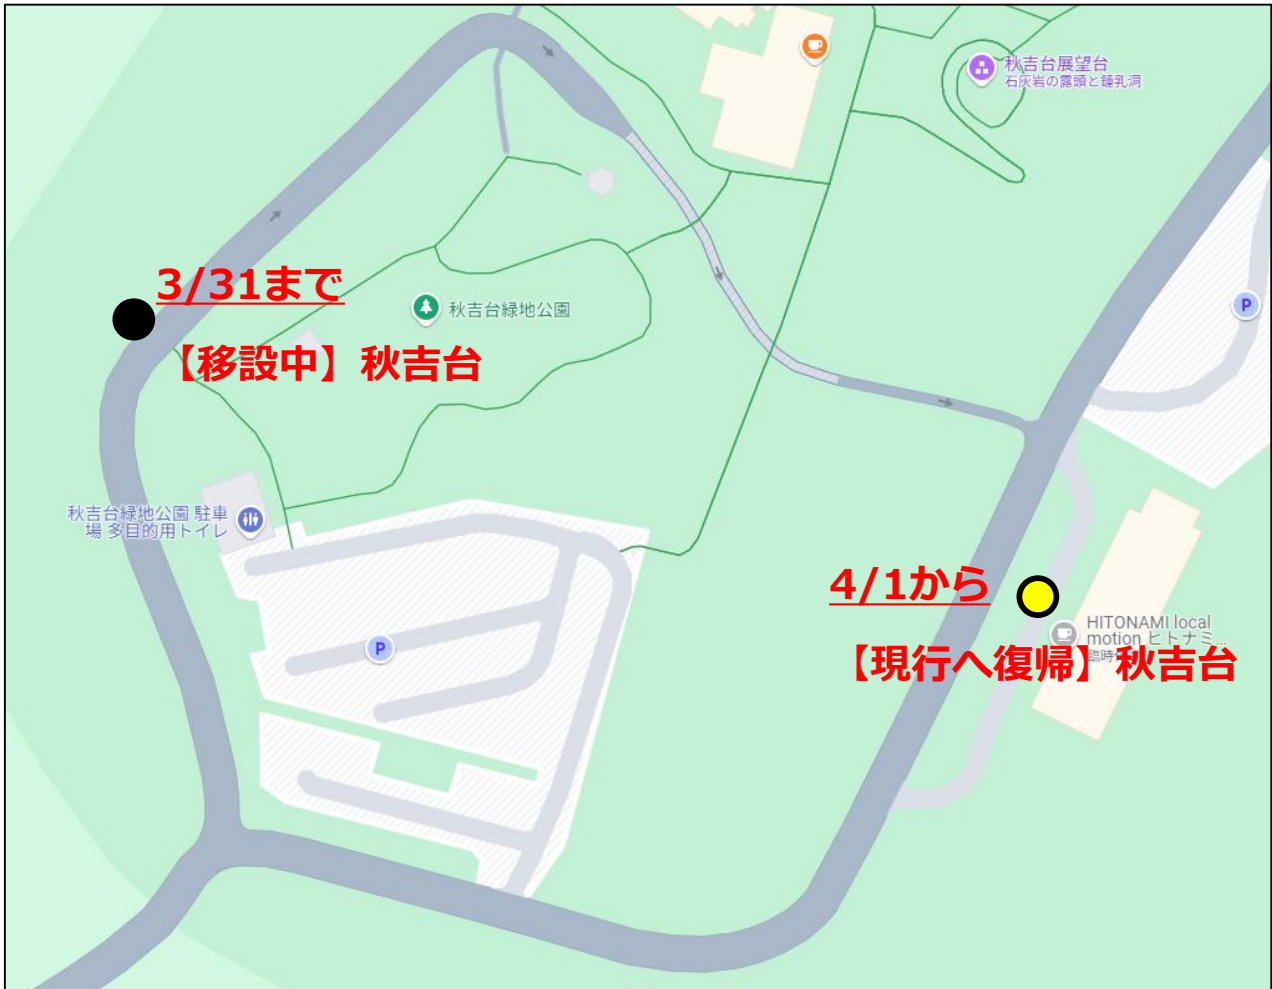 秋吉台展望台
石灰岩の露頭と鍾乳洞
3/31まで
【移設中】秋吉台
秋吉台緑地公園
P
秋吉台緑地公園 駐車
場 多目的用トイレ
P
4/1から
【現行へ復帰】秋吉台
HITONAMI local
motion ヒトナミ...
臨時